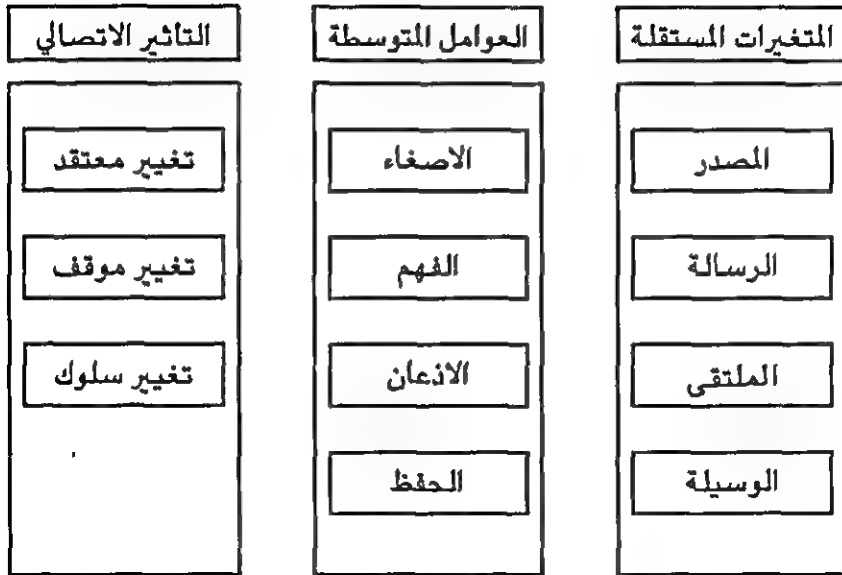 المتغيرات المستقلة
المصدر
الرسالة
الملتقى
الوسيلة
العوامل المتوسطة
الاصغاء
الفهم
الاذعان
الحفظ
التاثير الاتصالي
تغيير معتقد
تغيير موقف
تغيير سلوك